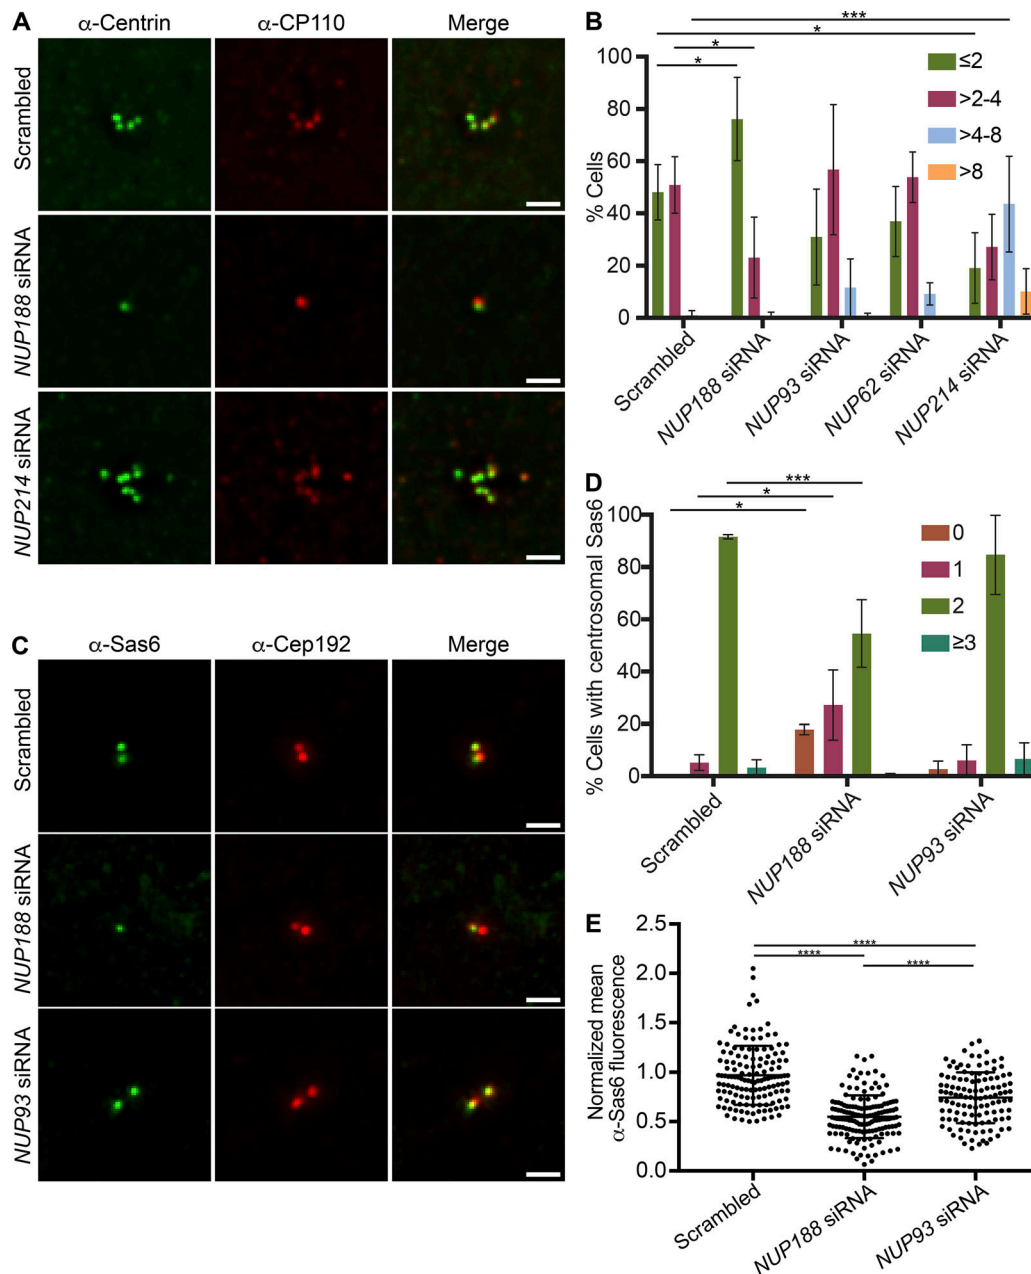 A
α-Centrin α-CP110 Merge
Scrambled
NUP188 siRNA
NUP214 siRNA
B
*** 
*
*
*
% Cells
100
80
60
40
20
0
≤2
>2-4
>4-8
>8
Scrambled
NUP188 siRNA
NUP93 siRNA
NUP62 siRNA
NUP214 siRNA
C
α-Sas6 α-Cep192 Merge
Scrambled
NUP188 siRNA
NUP93 siRNA
D
***
*
*
% Cells with centrosomal Sas6
100
80
60
40
20
0
0
1
2
≥3
Scrambled
NUP188 siRNA
NUP93 siRNA
E
****
**** ****
Normalized mean
α-Sas6 fluorescence
2.5
2.0
1.5
1.0
0.5
0.0
Scrambled
NUP188 siRNA
NUP93 siRNA